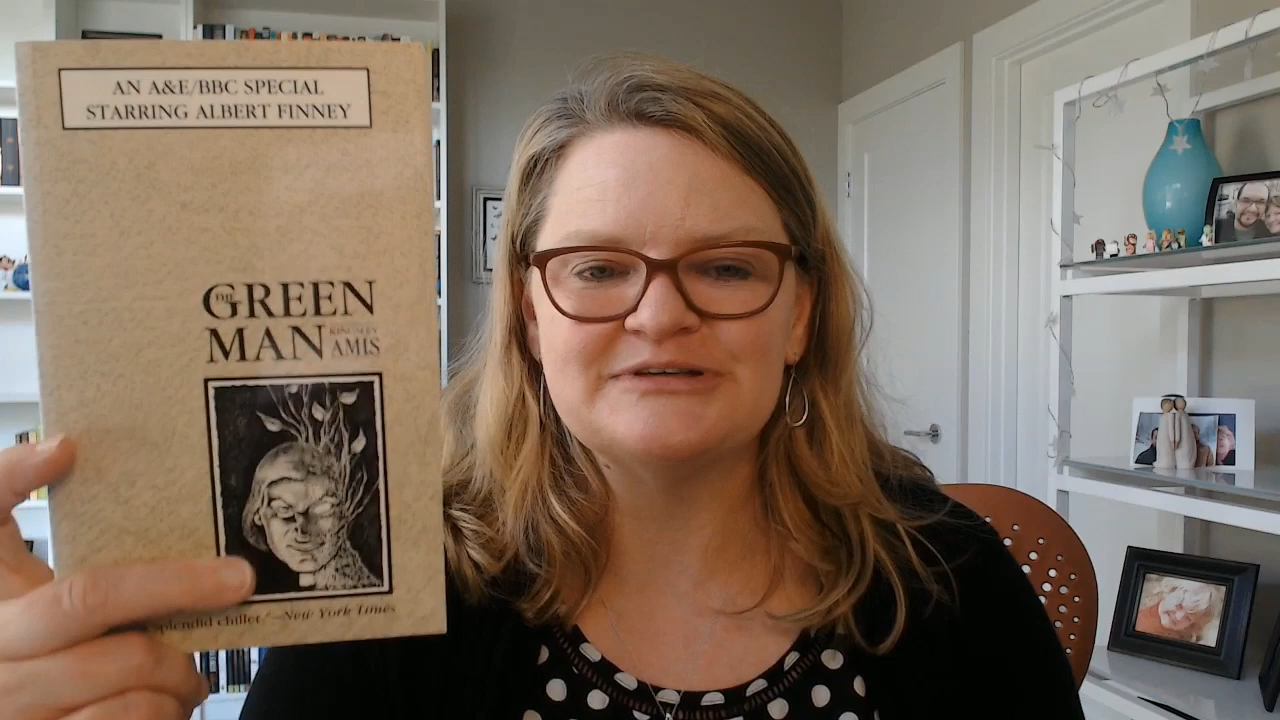 AN A&E/BBC SPECIAL
STARRING ALBERT FINNEY
THE GREEN
MAN KINGSLEY AMIS
splendid chiller."—New York Times